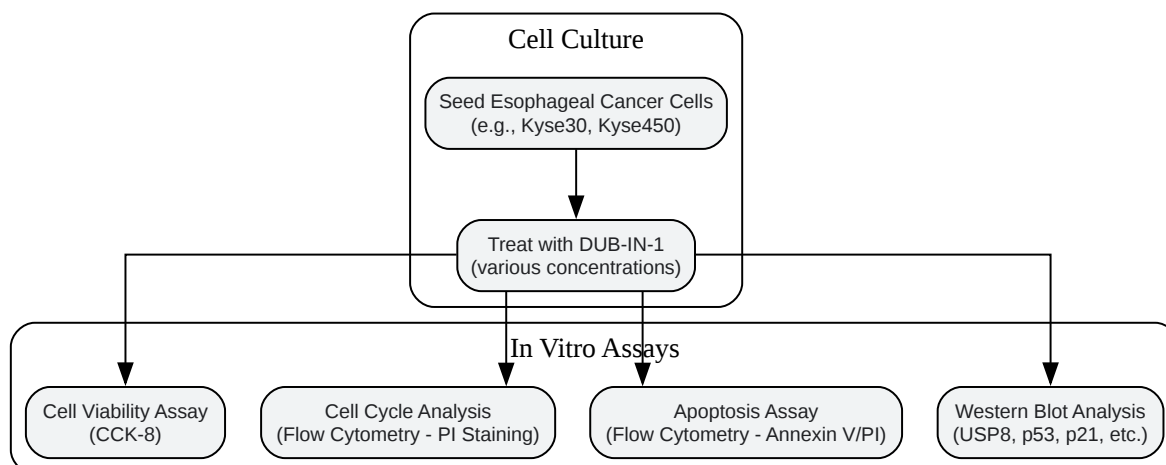 Cell Culture
Seed Esophageal Cancer Cells
(e.g., Kyse30, Kyse450)
Treat with DUB-IN-1
(various concentrations)
In Vitro Assays
Cell Viability Assay
(CCK-8)
Cell Cycle Analysis
(Flow Cytometry - PI Staining)
Apoptosis Assay
(Flow Cytometry - Annexin V/PI)
Western Blot Analysis
(USP8, p53, p21, etc.)